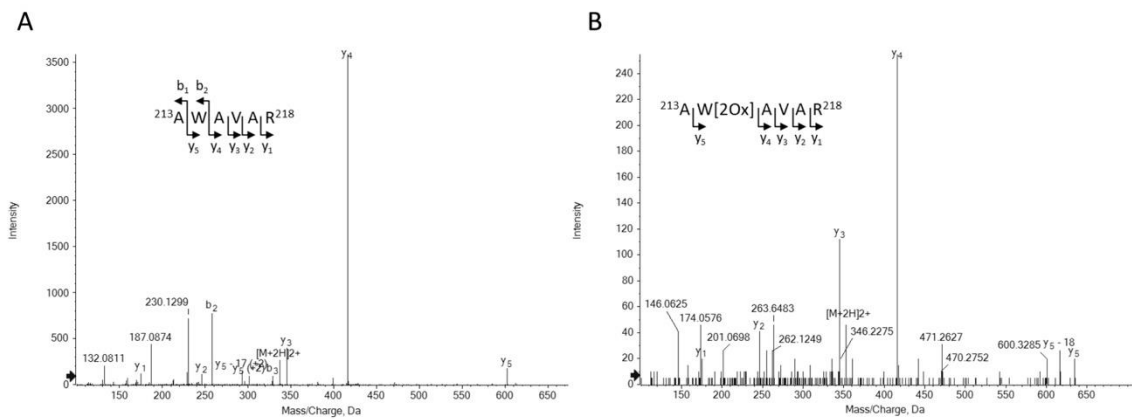 A
B
y4
3500
3000
2500
2000
1500
1000
500
0
Intensity
b1 b2
213A W A V A R218
y5 y4 y3 y2 y1
230.1299
b2
187.0874
132.0811
y1
y2
y5 - 17 (+2)
y5 (+2)
b3
[M+2H]2+
y3
y5
150 200 250 300 350 400 450 500 550 600 650
Mass/Charge, Da
y4
240
220
200
180
160
140
120
100
80
60
40
20
0
Intensity
213A W[2Ox] A V A R218
y5 y4 y3 y2 y1
y3
146.0625
174.0576
y1
201.0698
y2
263.6483
262.1249
[M+2H]2+
346.2275
471.2627
470.2752
600.3285
y5 - 18
y5
150 200 250 300 350 400 450 500 550 600 650
Mass/Charge, Da